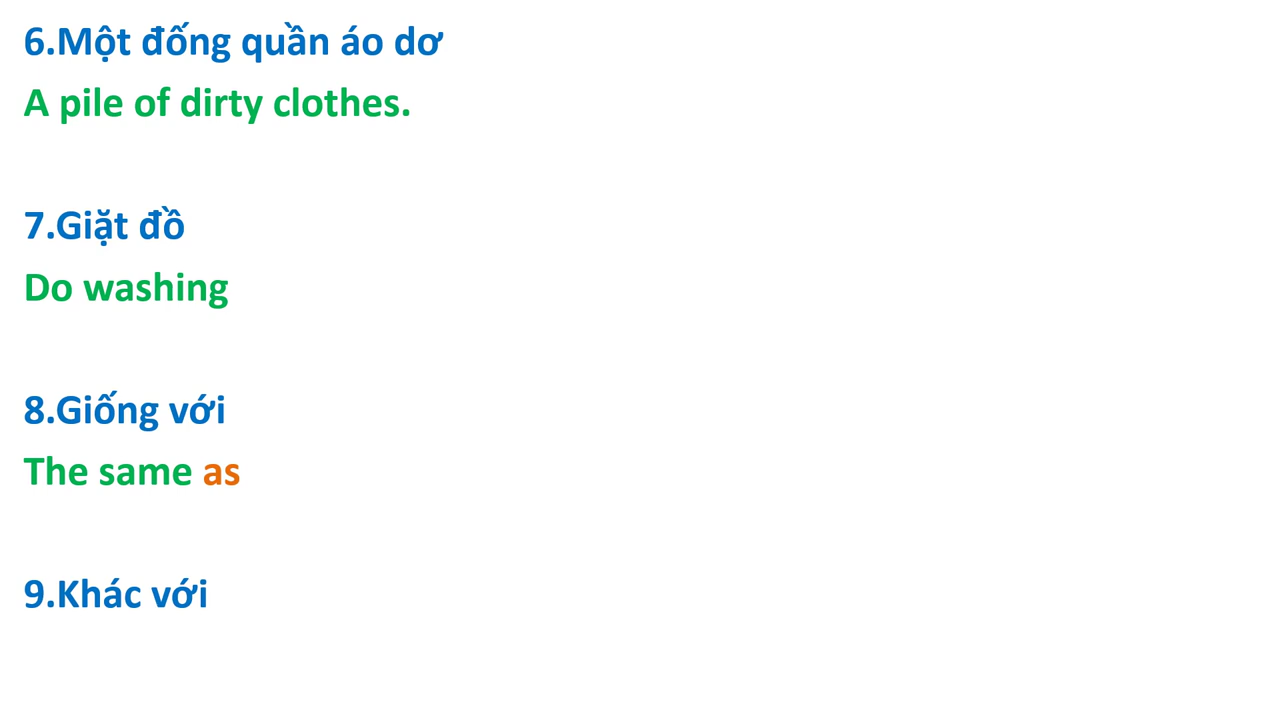 6.Một đống quần áo dơ
A pile of dirty clothes.
7.Giặt đồ
Do washing
8.Giống với
The same as
9.Khác với